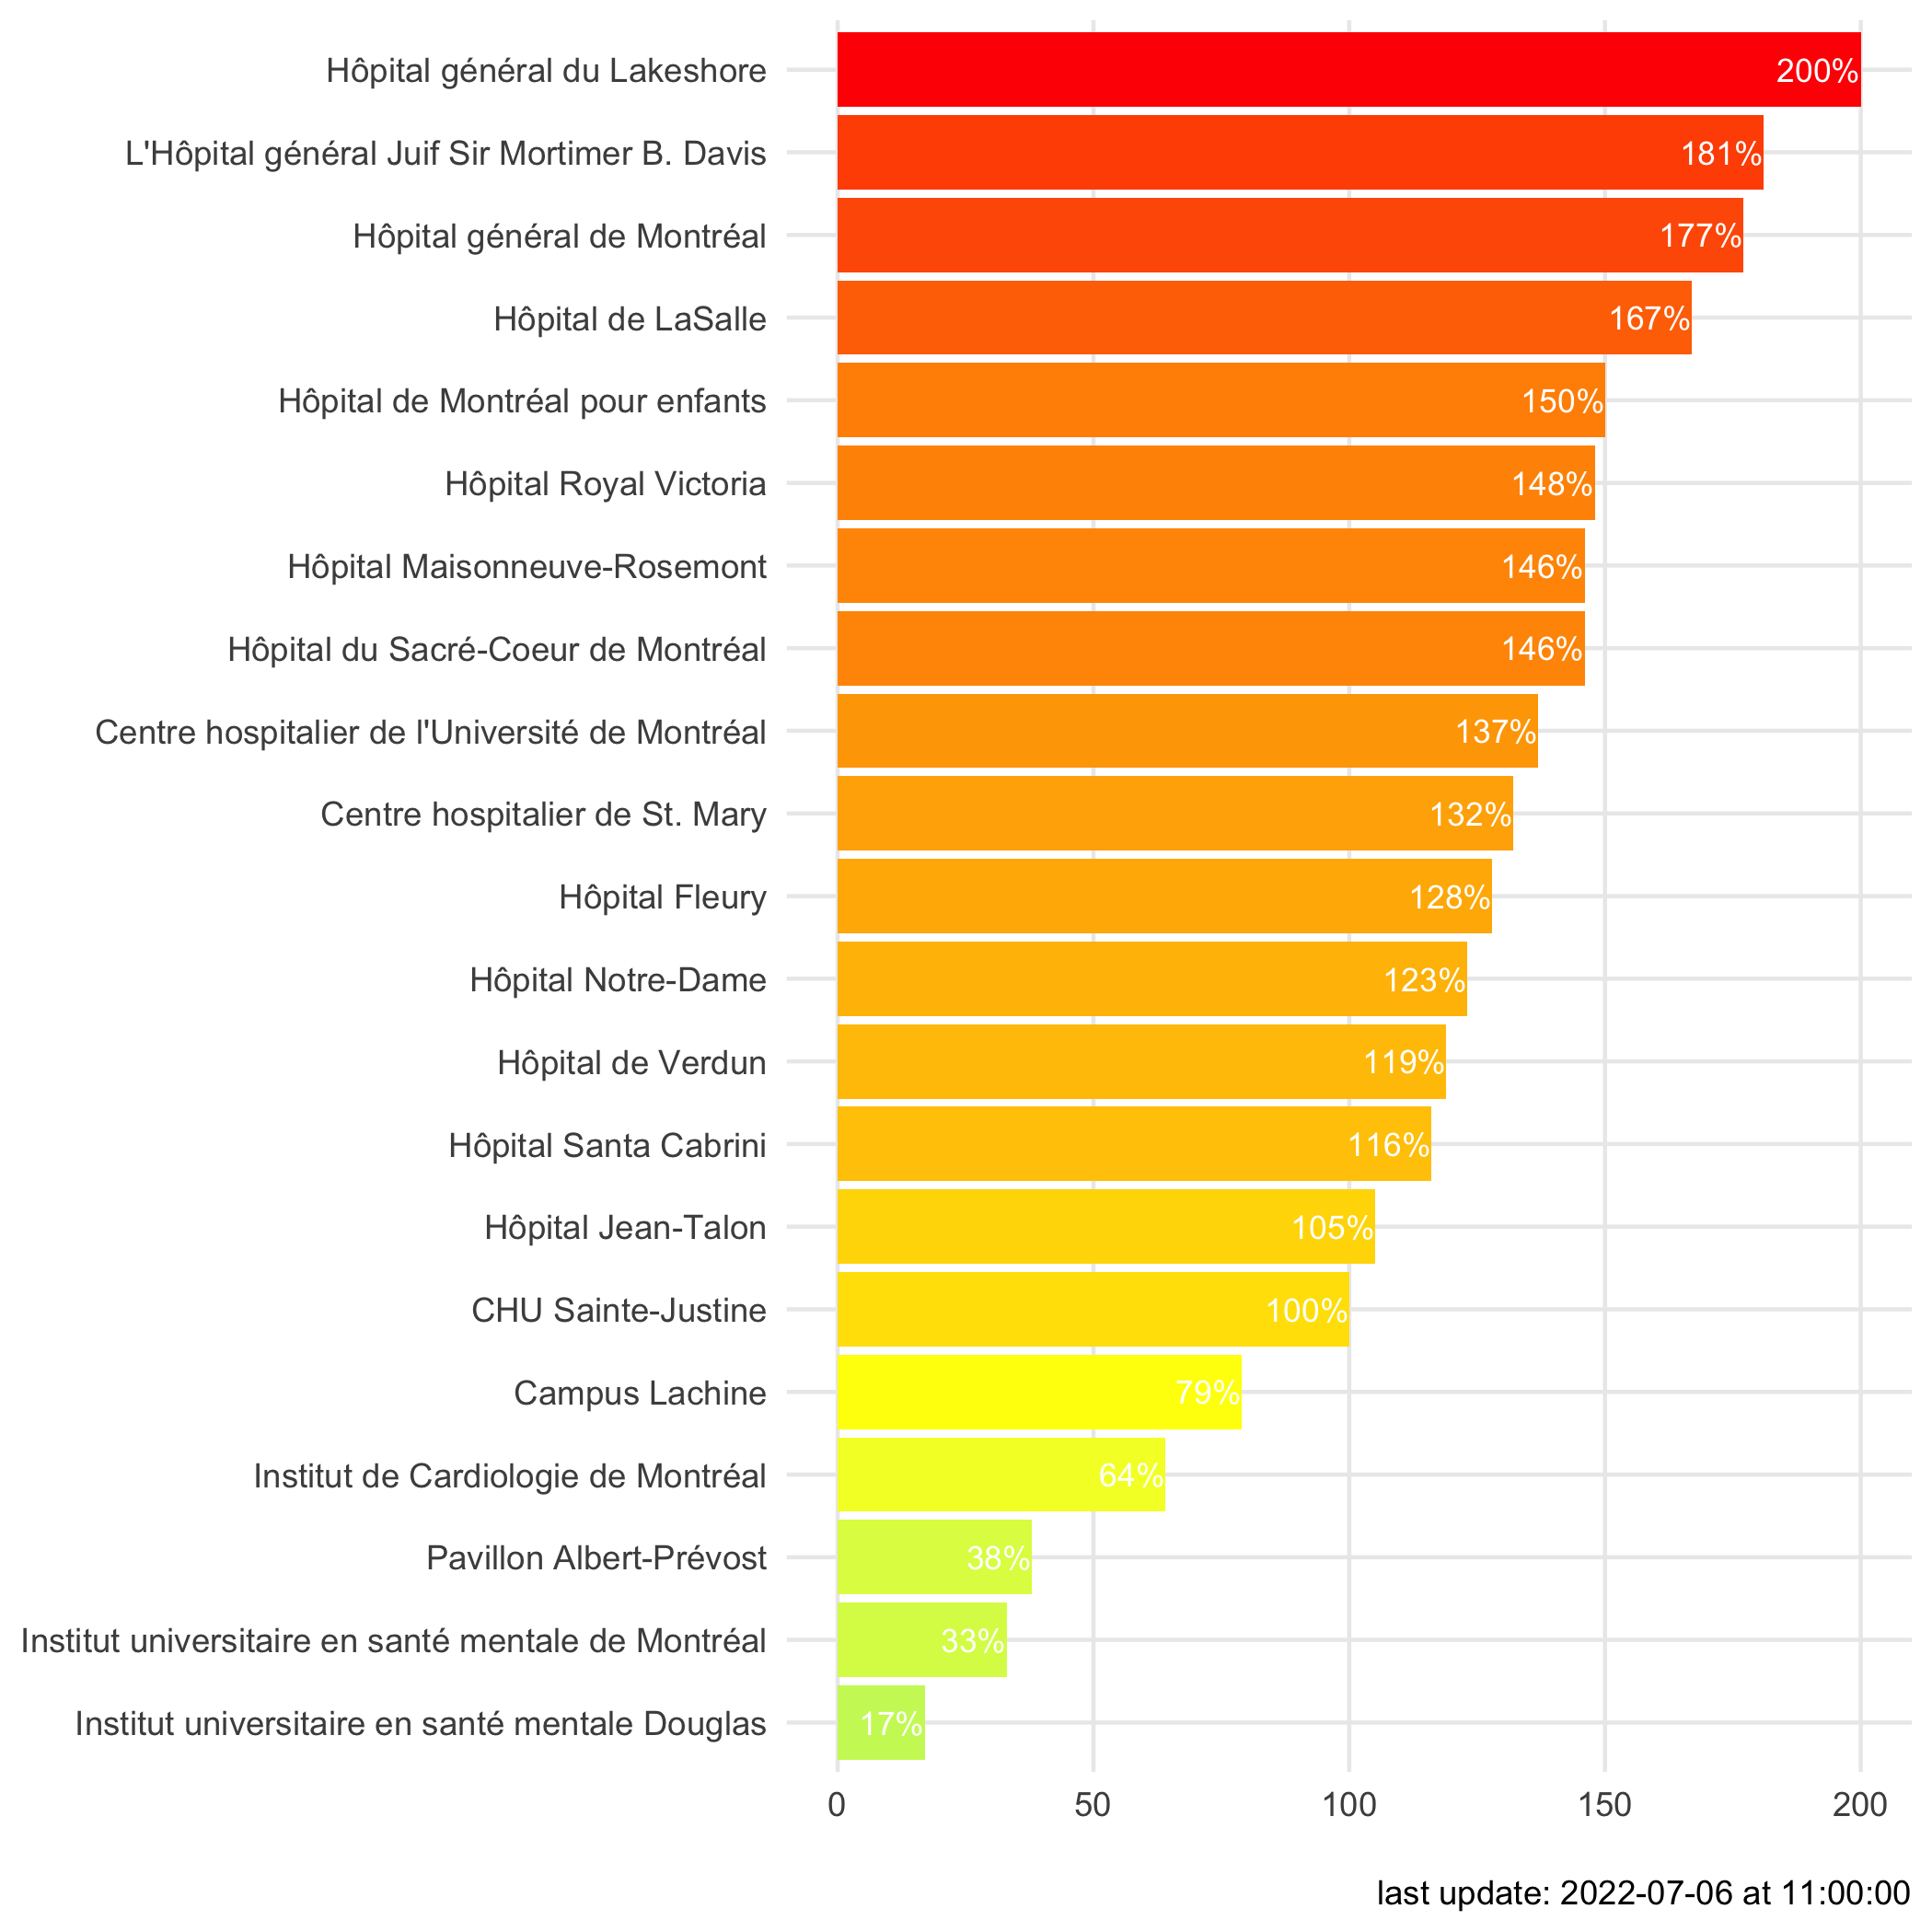 Hôpital général du Lakeshore 200%
L'Hôpital général Juif Sir Mortimer B. Davis 181%
Hôpital général de Montréal 177%
Hôpital de LaSalle 167%
Hôpital de Montréal pour enfants 150%
Hôpital Royal Victoria 148%
Hôpital Maisonneuve-Rosemont 146%
Hôpital du Sacré-Coeur de Montréal 146%
Centre hospitalier de l'Université de Montréal 137%
Centre hospitalier de St. Mary 132%
Hôpital Fleury 128%
Hôpital Notre-Dame 123%
Hôpital de Verdun 119%
Hôpital Santa Cabrini 116%
Hôpital Jean-Talon 105%
CHU Sainte-Justine 100%
Campus Lachine 79%
Institut de Cardiologie de Montréal 64%
Pavillon Albert-Prévost 38%
Institut universitaire en santé mentale de Montréal 33%
Institut universitaire en santé mentale Douglas 17%
0 50 100 150 200
last update: 2022-07-06 at 11:00:00